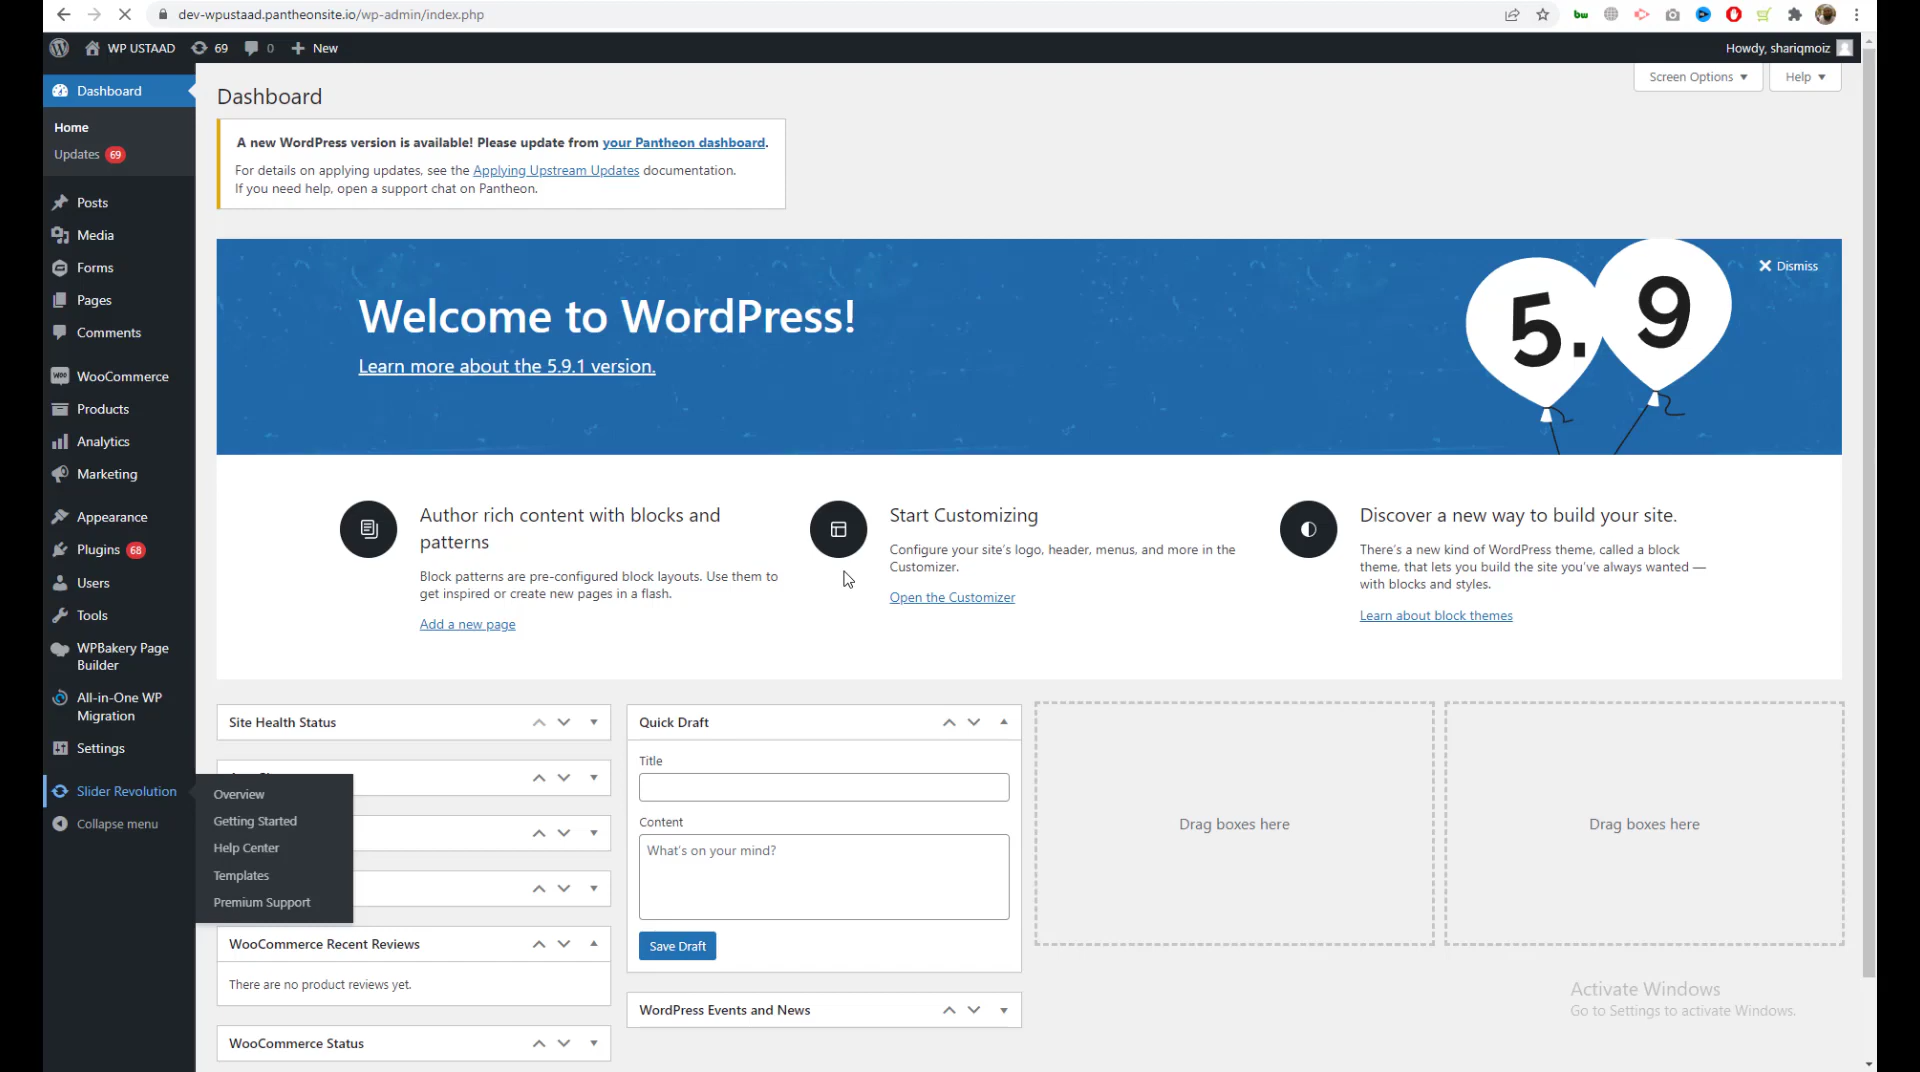 dev-wpustaad.pantheonsite.io/wp-admin/index.php
bw
WP USTAAD 69 0 New
Howdy, shariqmoiz
Screen Options Help
Dashboard
Home
Updates 69
Posts
Media
Forms
Pages
Comments
WooCommerce
Products
Analytics
Marketing
Appearance
Plugins 68
Users
Tools
WPBakery Page
Builder
All-in-One WP
Migration
Settings
Slider Revolution
Collapse menu
Overview
Getting Started
Help Center
Templates
Premium Support
Dashboard
A new WordPress version is available! Please update from your Pantheon dashboard.
For details on applying updates, see the Applying Upstream Updates documentation.
If you need help, open a support chat on Pantheon.
Welcome to WordPress!
Learn more about the 5.9.1 version.
5.9
Dismiss
Author rich content with blocks and
patterns
Block patterns are pre-configured block layouts. Use them to
get inspired or create new pages in a flash.
Add a new page
Start Customizing
Configure your site's logo, header, menus, and more in the
Customizer.
Open the Customizer
Discover a new way to build your site.
There's a new kind of WordPress theme, called a block
theme, that lets you build the site you've always wanted —
with blocks and styles.
Learn about block themes
Site Health Status
WooCommerce Recent Reviews
There are no product reviews yet.
WooCommerce Status
Quick Draft
Title
Content
What's on your mind?
Save Draft
WordPress Events and News
Drag boxes here
Drag boxes here
Activate Windows
Go to Settings to activate Windows.